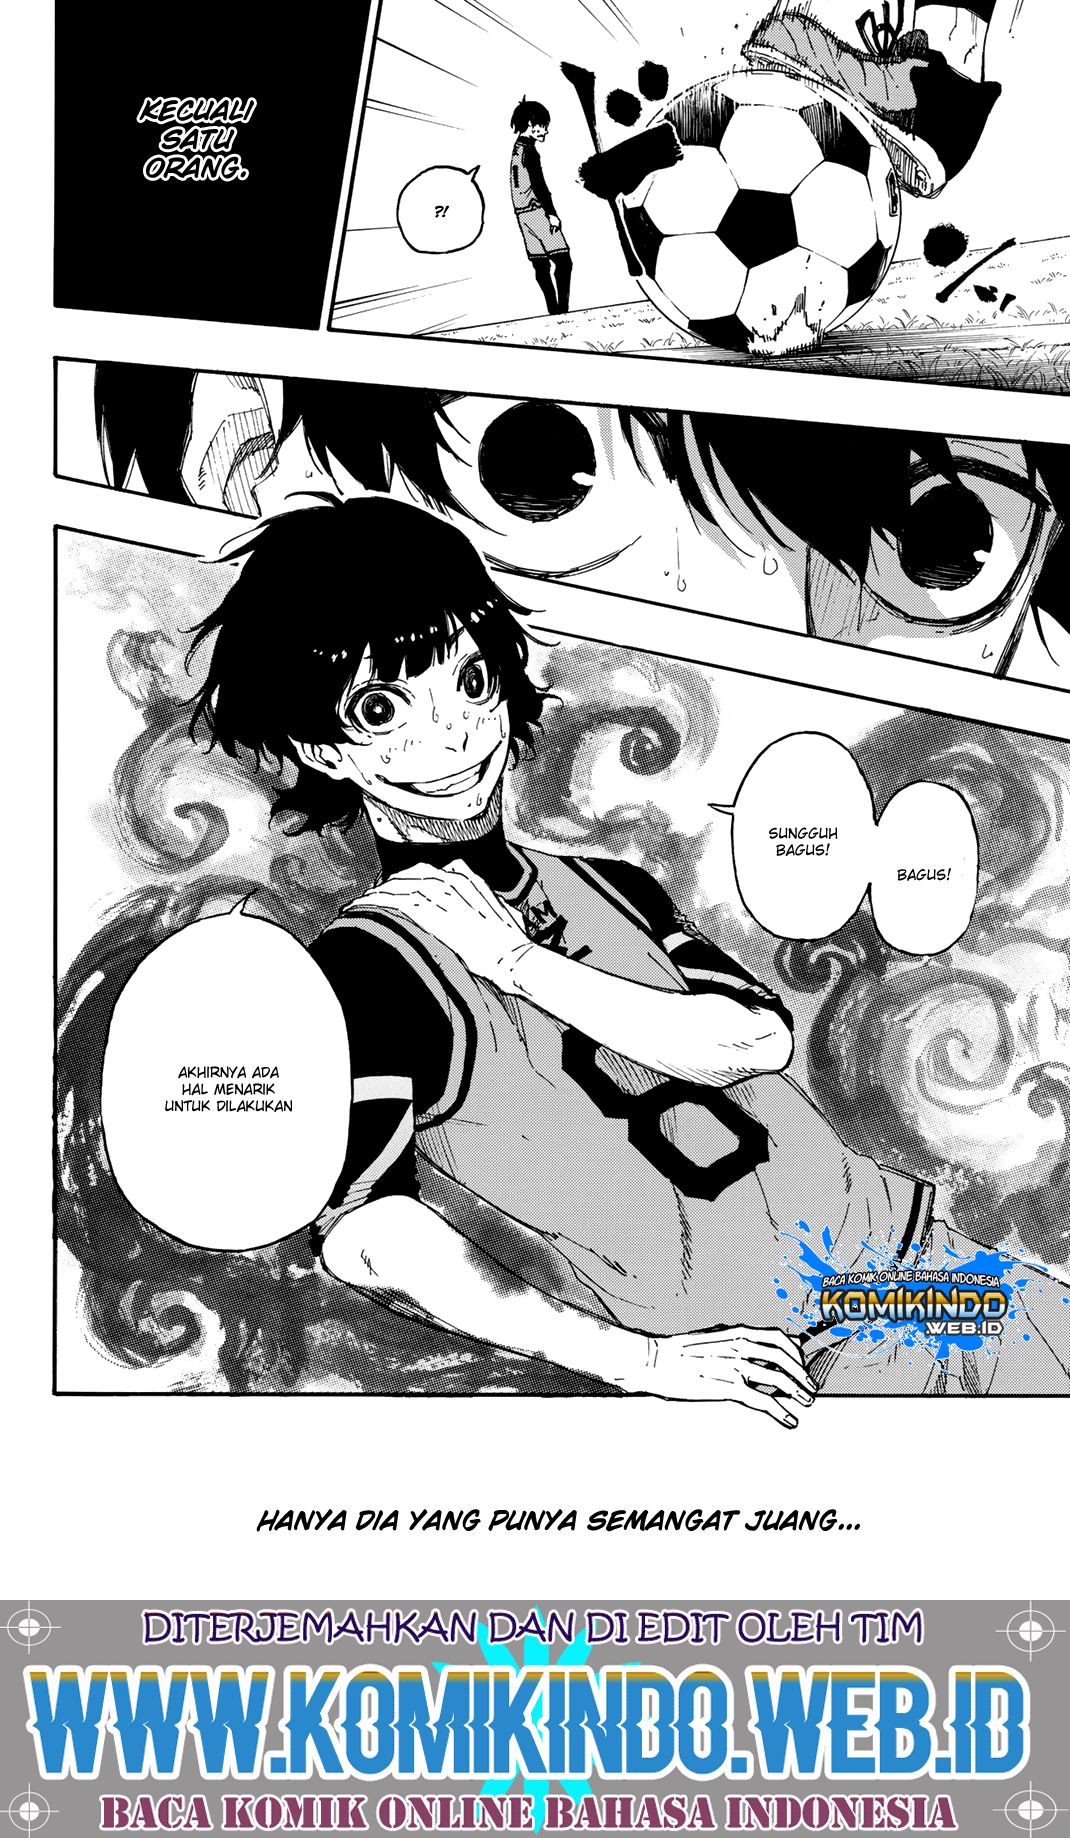 KECUALI
SATU
ORANG.
?!
BAGUS!
SUNGGUH
BAGUS!
AKHIRNYA ADA
HAL MENARIK
UNTUK DILAKUKAN
8
BACA KOMIK ONLINE BAHASA INDONESIA
KOMIKINDO
.WEB.ID
HANYA DIA YANG PUNYA SEMANGAT JUANG...
DITERJEMAHKAN DAN DI EDIT OLEH TIM
WWW.KOMIKINDO.WEB.ID
BACA KOMIK ONLINE BAHASA INDONESIA